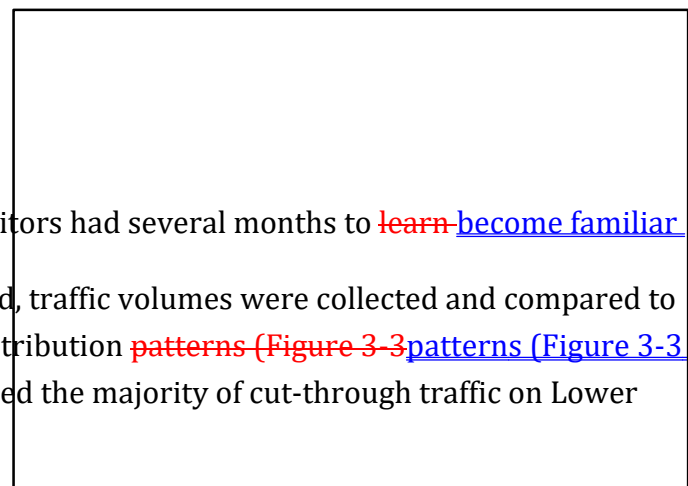 itors had several months to learn become familiar
d, traffic volumes were collected and compared to
tribution patterns (Figure 3-3patterns (Figure 3-3
ed the majority of cut-through traffic on Lower